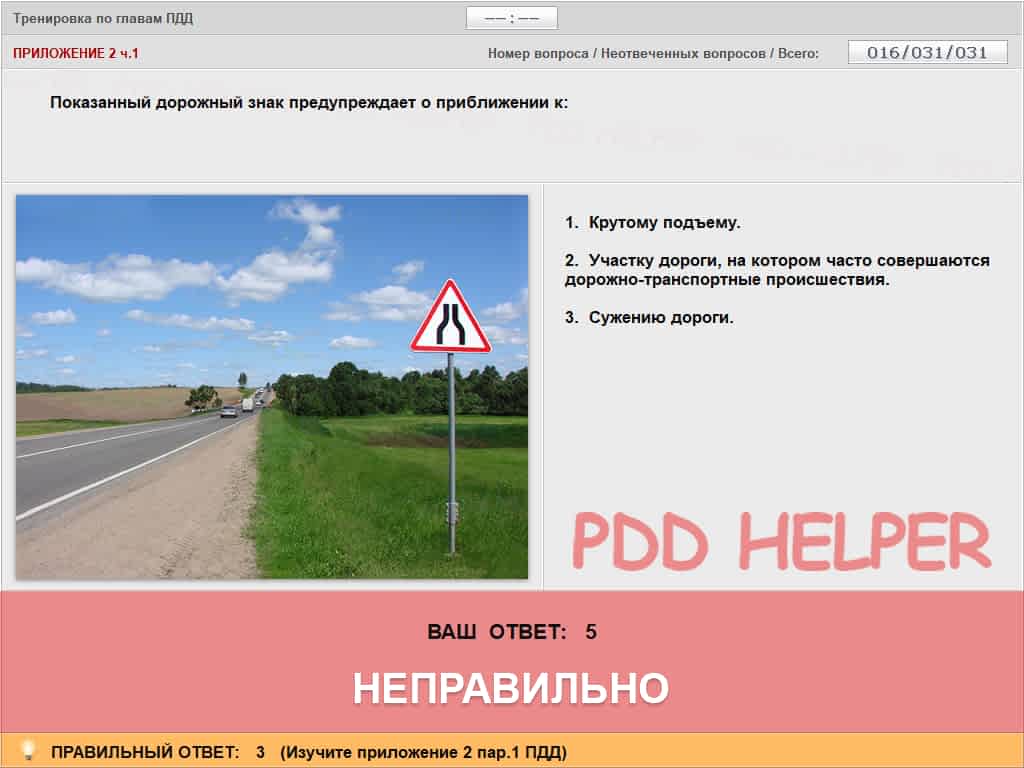 Тренировка по главам ПДД
—— : ——
ПРИЛОЖЕНИЕ 2 ч.1
Номер вопроса / Неотвеченных вопросов / Всего:
016/031/031
Показанный дорожный знак предупреждает о приближении к:
1. Крутому подъему.
2. Участку дороги, на котором часто совершаются
дорожно-транспортные происшествия.
3. Сужению дороги.
PDD HELPER
ВАШ ОТВЕТ: 5
НЕПРАВИЛЬНО
ПРАВИЛЬНЫЙ ОТВЕТ: 3 (Изучите приложение 2 пар.1 ПДД)